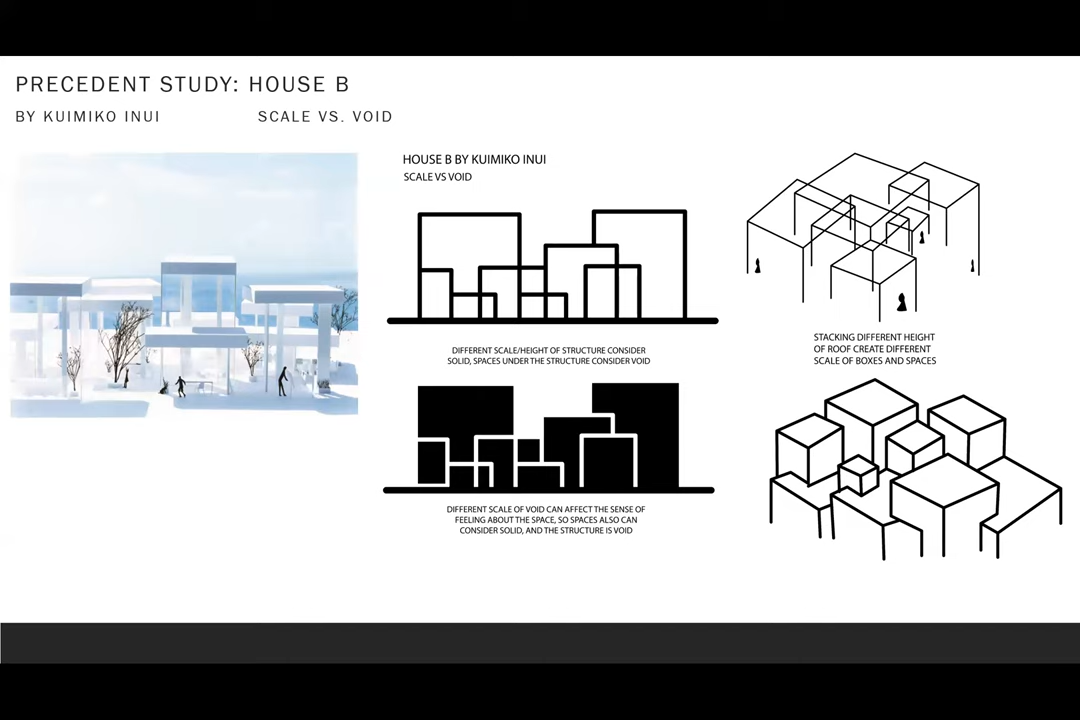 PRECEDENT STUDY: HOUSE B
BY KUIMIKO INUI
SCALE VS. VOID
HOUSE B BY KUIMIKO INUI
SCALE VS VOID
DIFFERENT SCALE/HEIGHT OF STRUCTURE CONSIDER
SOLID, SPACES UNDER THE STRUCTURE CONSIDER VOID
DIFFERENT SCALE OF VOID CAN AFFECT THE SENSE OF
FEELING ABOUT THE SPACE, SO SPACES ALSO CAN
CONSIDER SOLID, AND THE STRUCTURE IS VOID
STACKING DIFFERENT HEIGHT
OF ROOF CREATE DIFFERENT
SCALE OF BOXES AND SPACES